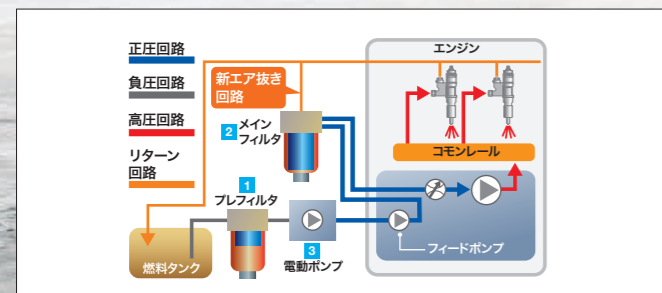 正圧回路
負圧回路
高圧回路
リターン
回路
新エア抜き
回路
エンジン
2 メイン
フィルタ
コモンレール
1
プレフィルタ
3
電動ポンプ
フィードポンプ
燃料タンク